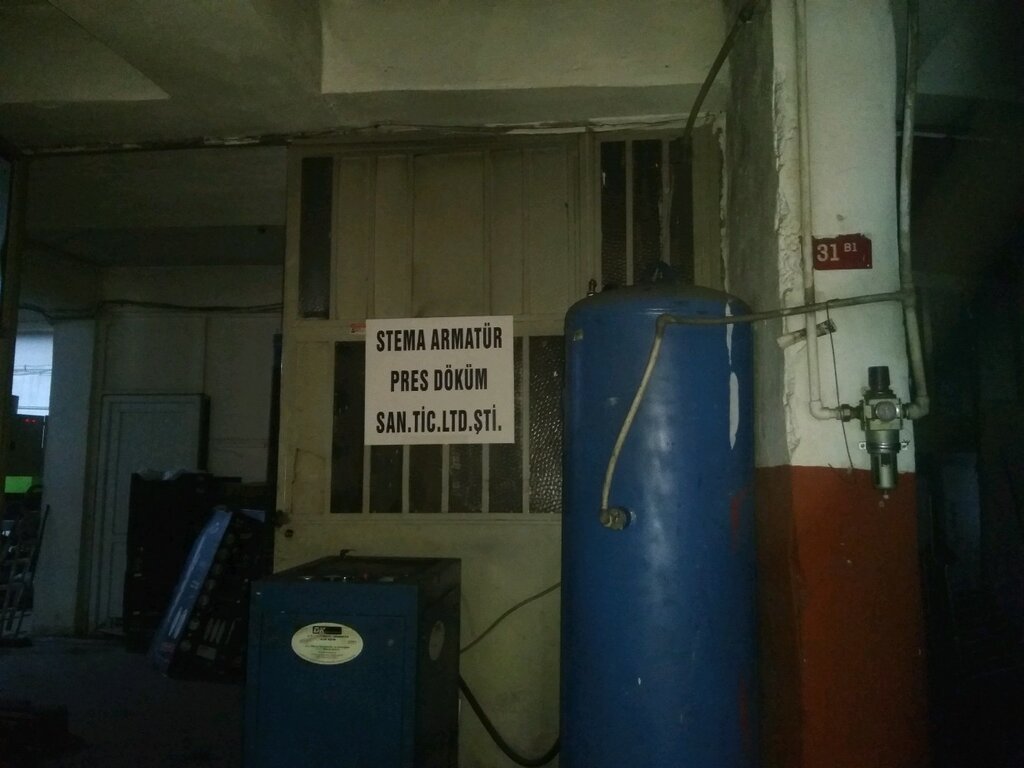 STEMA ARMATÜR
PRES DÖKÜM
SAN.TİC.LTD.ŞTİ.
31 B1